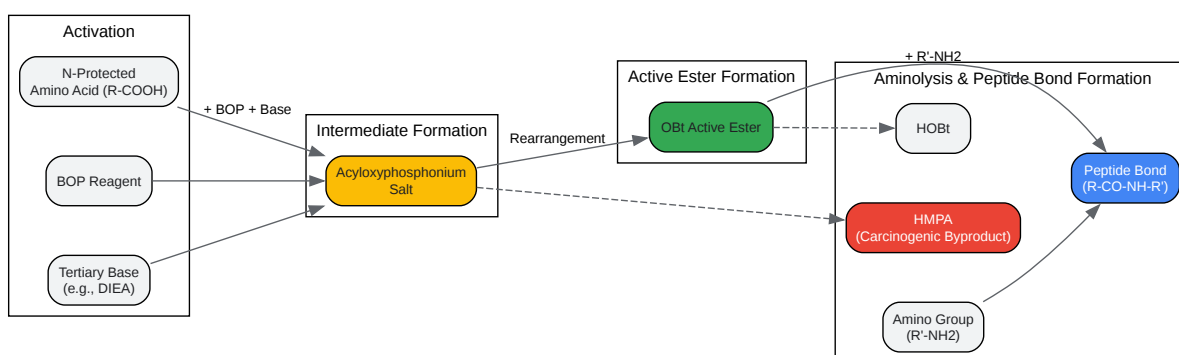 Activation
N-Protected
Amino Acid (R-COOH)
BOP Reagent
Tertiary Base
(e.g., DIEA)
+ BOP + Base
Intermediate Formation
Acyloxyphosphonium
Salt
Rearrangement
Active Ester Formation
OBt Active Ester
+ R'-NH2
Aminolysis & Peptide Bond Formation
HOBt
HMPA
(Carcinogenic Byproduct)
Amino Group
(R'-NH2)
Peptide Bond
(R-CO-NH-R')